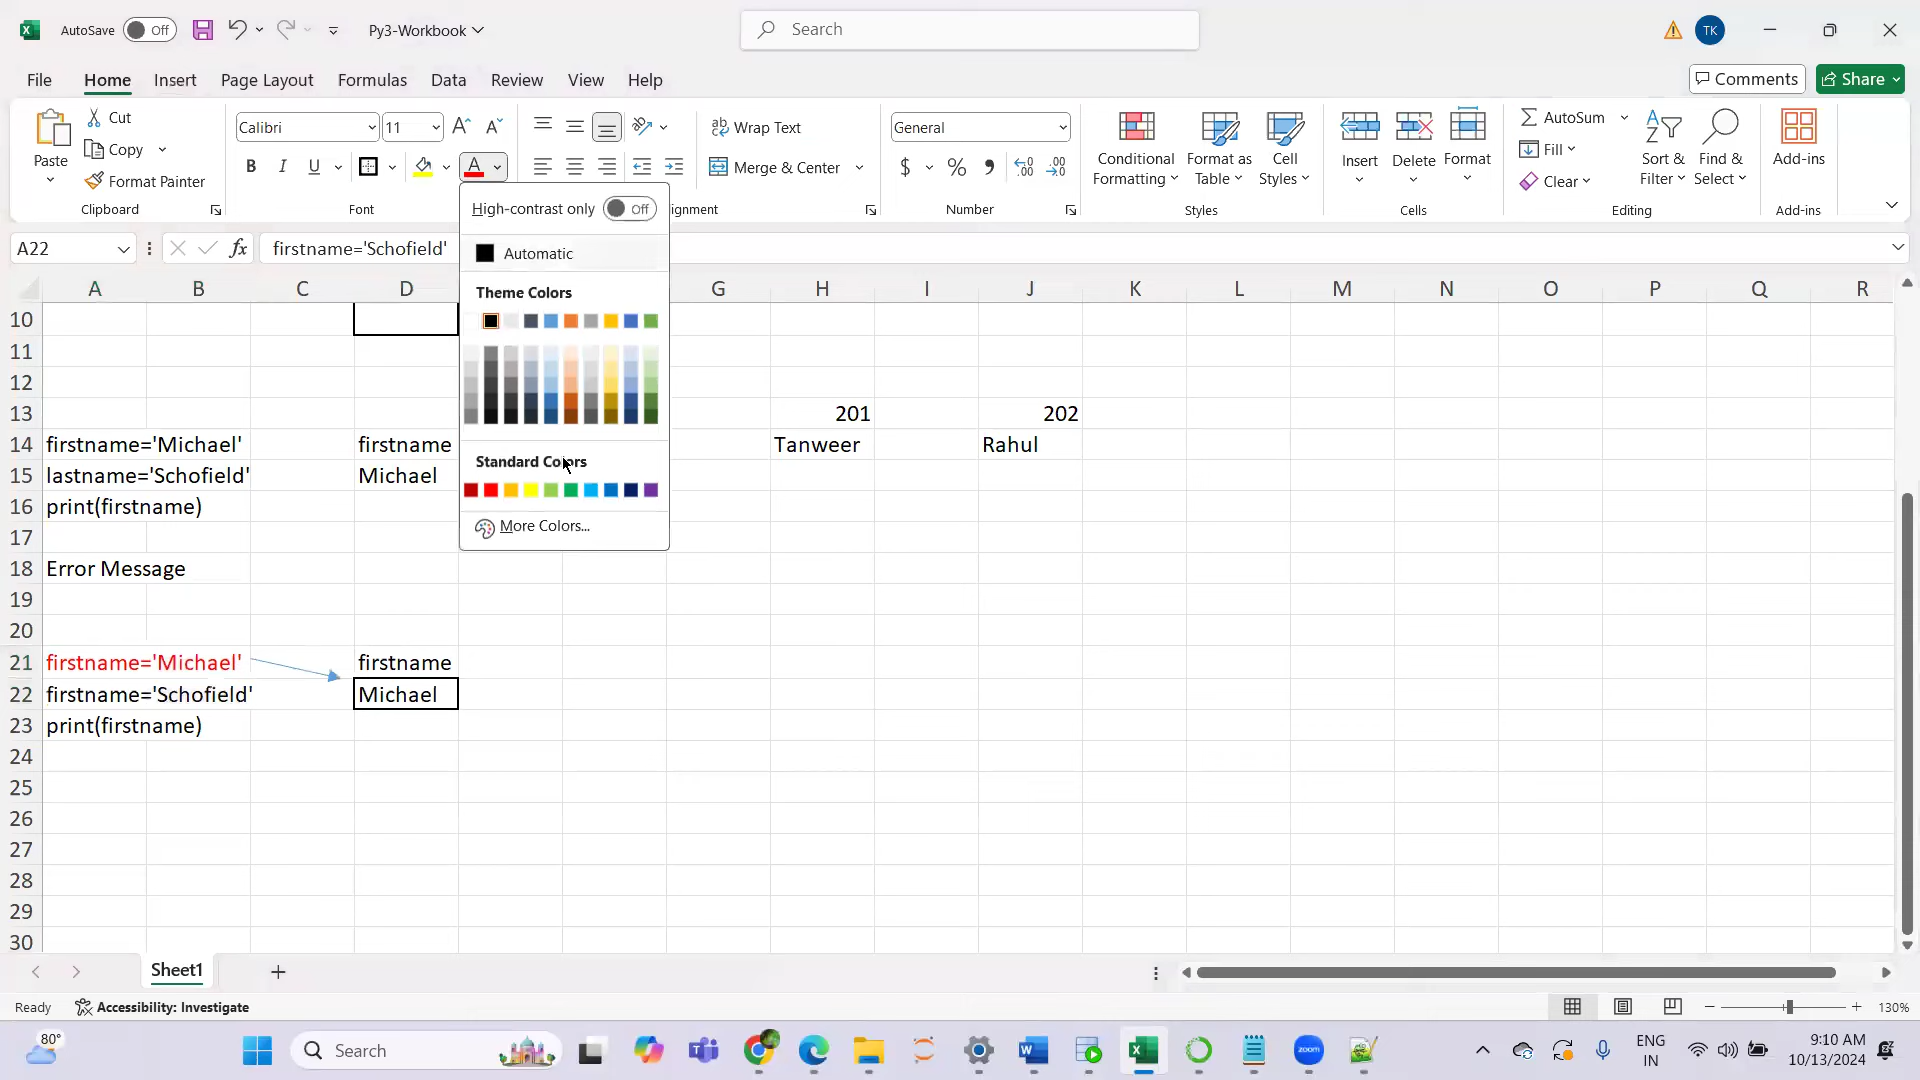 AutoSave Off Py3-Workbook Search TK
File Home Insert Page Layout Formulas Data Review View Help Comments Share
Paste Cut Copy Format Painter Clipboard
Calibri 11 B I U A Font
Wrap Text Merge & Center ignment
General $ % , Number
Conditional Formatting Format as Table Cell Styles Styles
Insert Delete Format Cells
AutoSum Fill Clear Sort & Filter Find & Select Editing
Add-ins Add-ins
A22 fx firstname='Schofield'
High-contrast only Off
Automatic
Theme Colors
Standard Colors
More Colors...
A B C D G H I J K L M N O P Q R
10
11
12
13 201 202
14 firstname='Michael' firstname Tanweer Rahul
15 lastname='Schofield' Michael
16 print(firstname)
17
18 Error Message
19
20
21 firstname='Michael' firstname
22 firstname='Schofield' Michael
23 print(firstname)
24
25
26
27
28
29
30
Sheet1
Ready Accessibility: Investigate 130%
80° Search zoom ENG IN 9:10 AM 10/13/2024